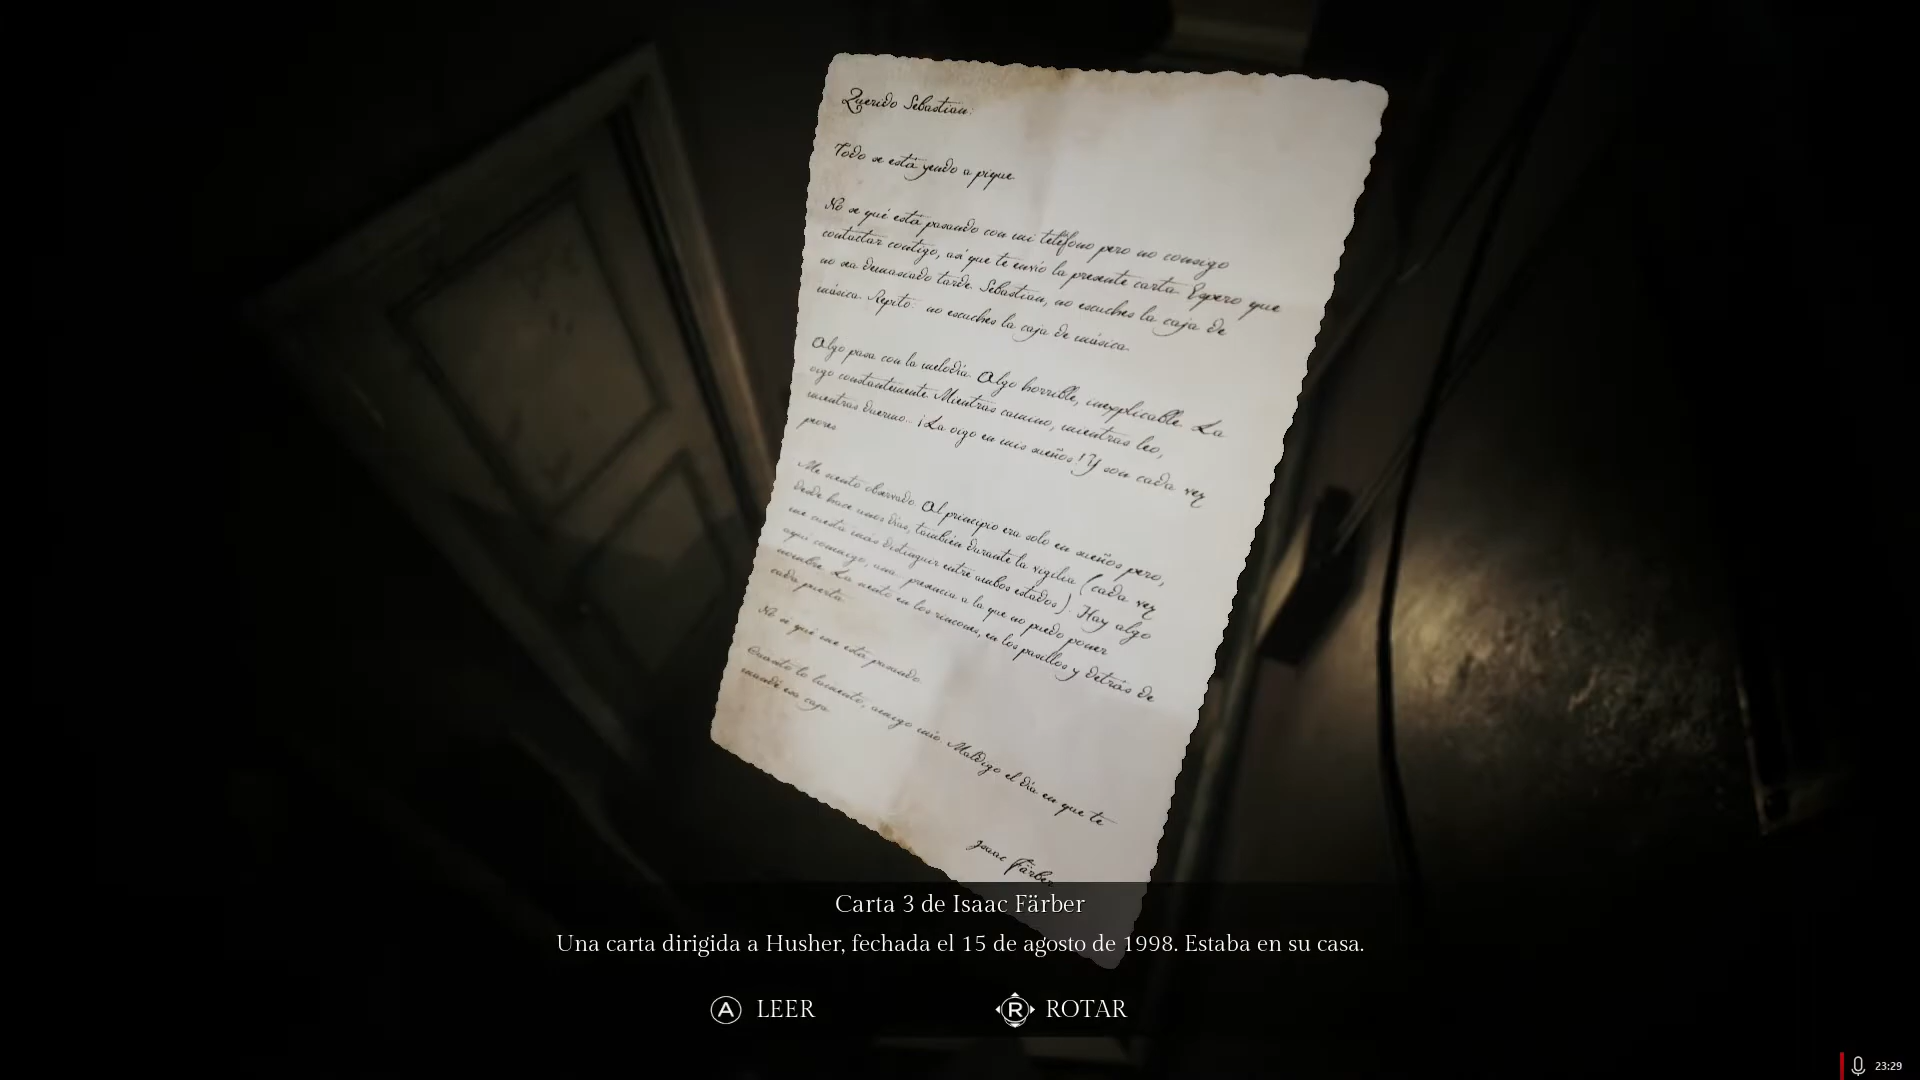 Querido Sebastian:
Todo se está yendo a pique.
No se qué está pasando con mi teléfono pero no consigo
contactar contigo, así que te envío la presente carta. Espero que
no sea demasiado tarde. Sebastian, no escuches la caja de
música. Repito: no escuches la caja de música.
Algo pasa con la melodía. Algo horrible, inexplicable. La
oigo constantemente. Mientras camino, mientras leo,
mientras duermo... ¡La oigo en mis sueños! Y son cada vez
peores.
Me siento observado. Al principio era solo en sueños pero,
desde hace unos días, también durante la vigilia (cada vez
me cuesta más distinguir entre ambos estados). Hay algo
aquí conmigo, una presencia a la que no puedo poner
nombre. La siento en los rincones, en los pasillos y detrás de
cada puerta.
No sé qué me está pasando.
Cuánto lo lamento, amigo mío. Maldigo el día en que te
mandé esa caja.
Isaac Färber
Carta 3 de Isaac Färber
Una carta dirigida a Husher, fechada el 15 de agosto de 1998. Estaba en su casa.
A LEER R ROTAR
23:29